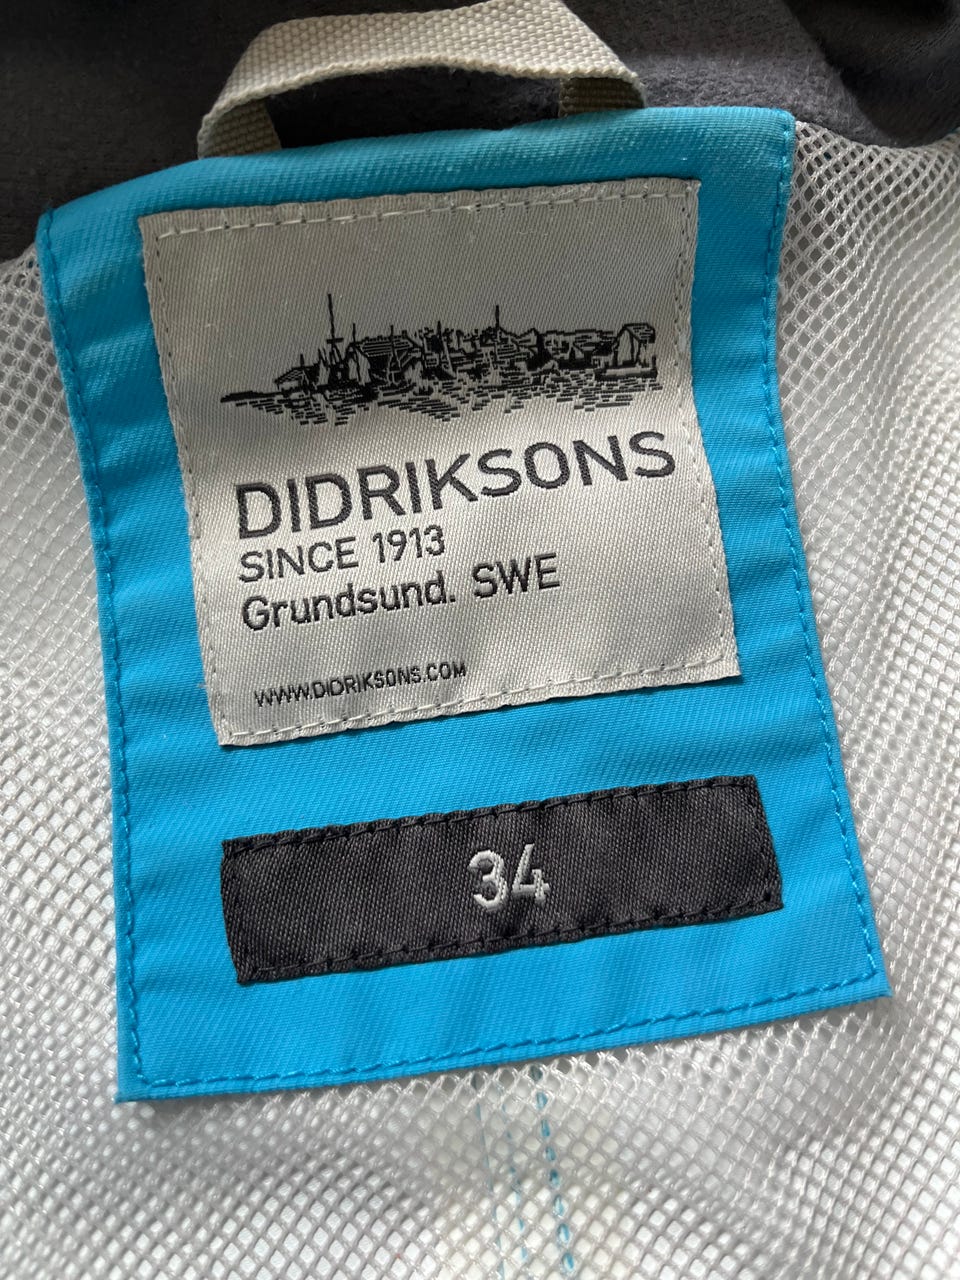 DIDRIKSONS
SINCE 1913
Grundsund. SWE
WWW.DIDRIKSONS.COM
34